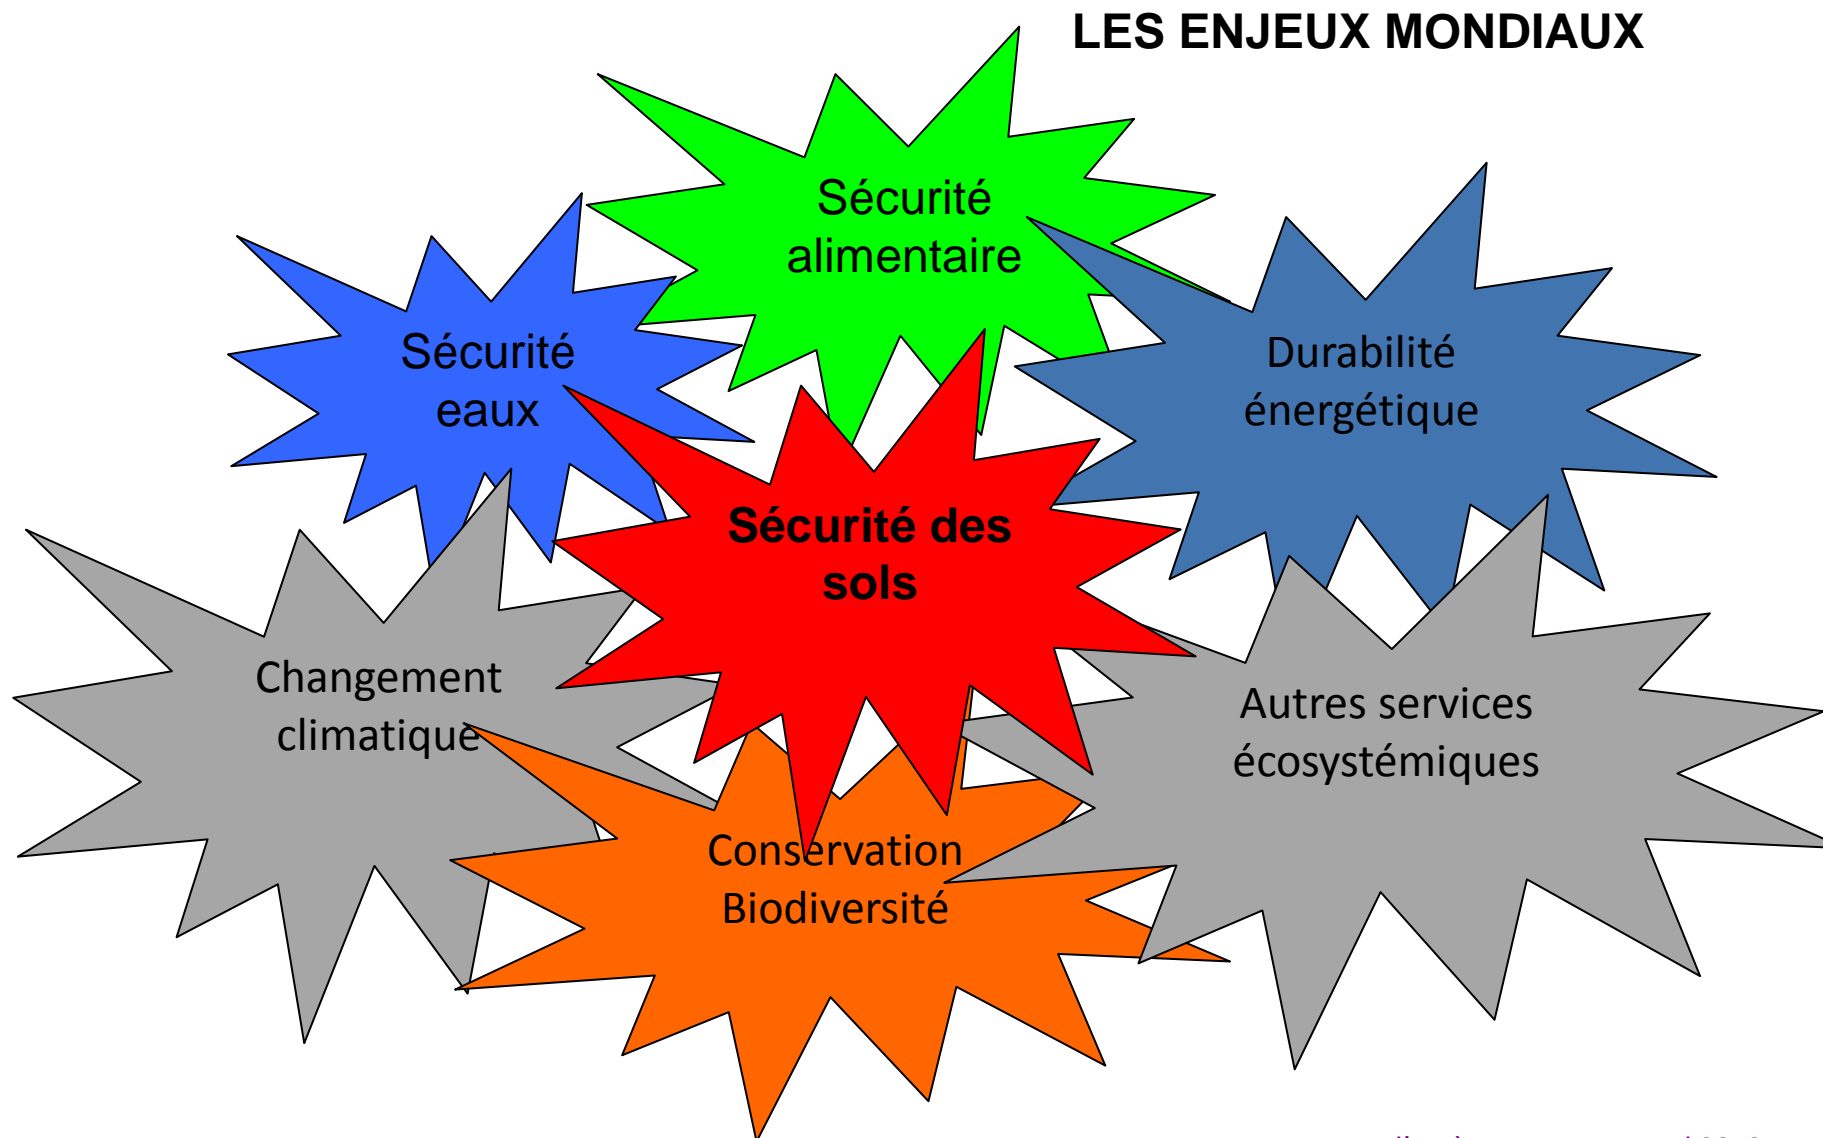 LES ENJEUX MONDIAUX
Sécurité
alimentaire
Sécurité
eaux
Durabilité
énergétique
Sécurité des
sols
Changement
climatique
Autres services
écosystémiques
Conservation
Biodiversité